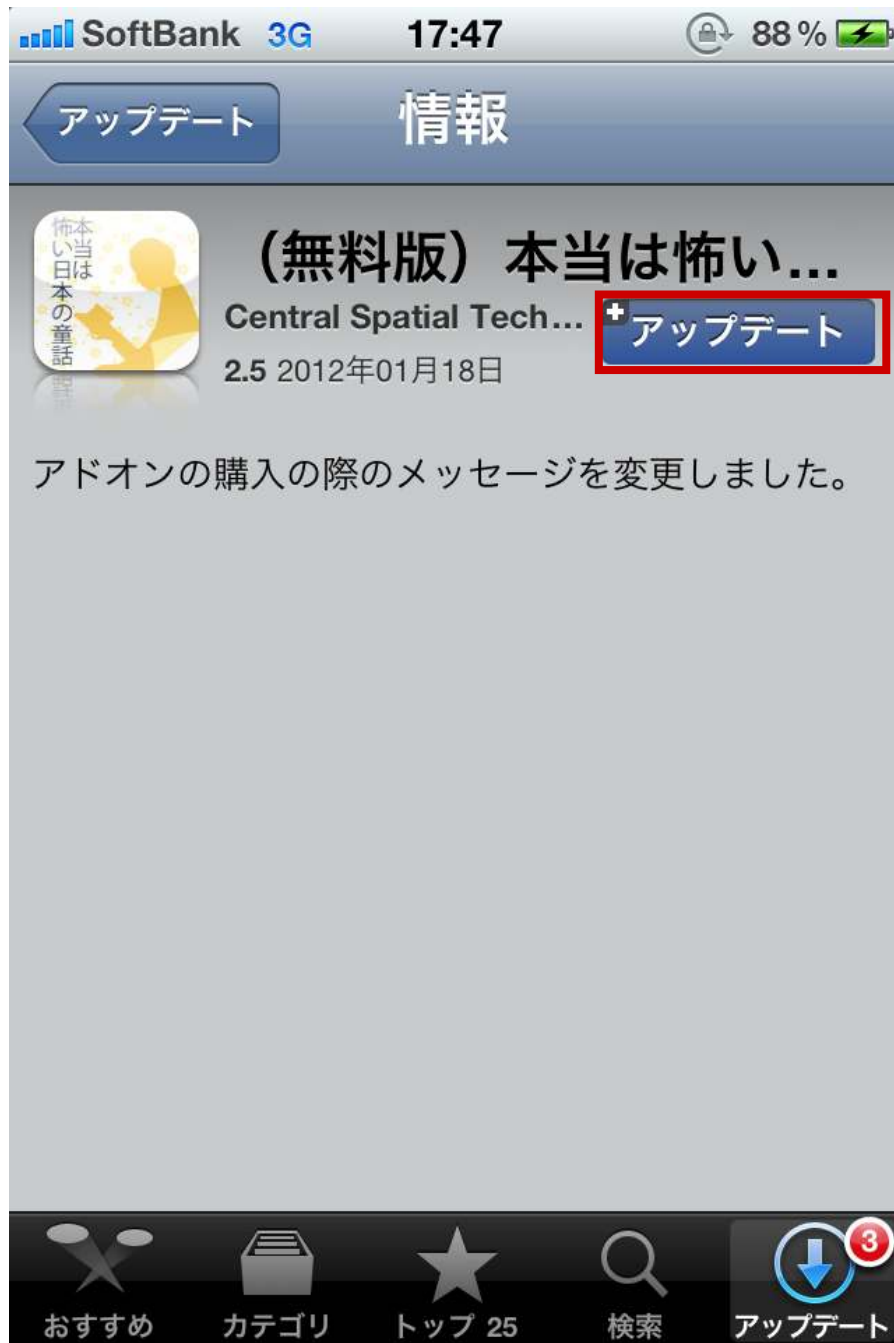 SoftBank 3G 17:47 88%
アップデート
情報
本当は
怖い日本の童話
（無料版）本当は怖い...
Central Spatial Tech...
アップデート
2.5 2012年01月18日
アドオンの購入の際のメッセージを変更しました。
3
おすすめ カテゴリ トップ 25 検索 アップデート